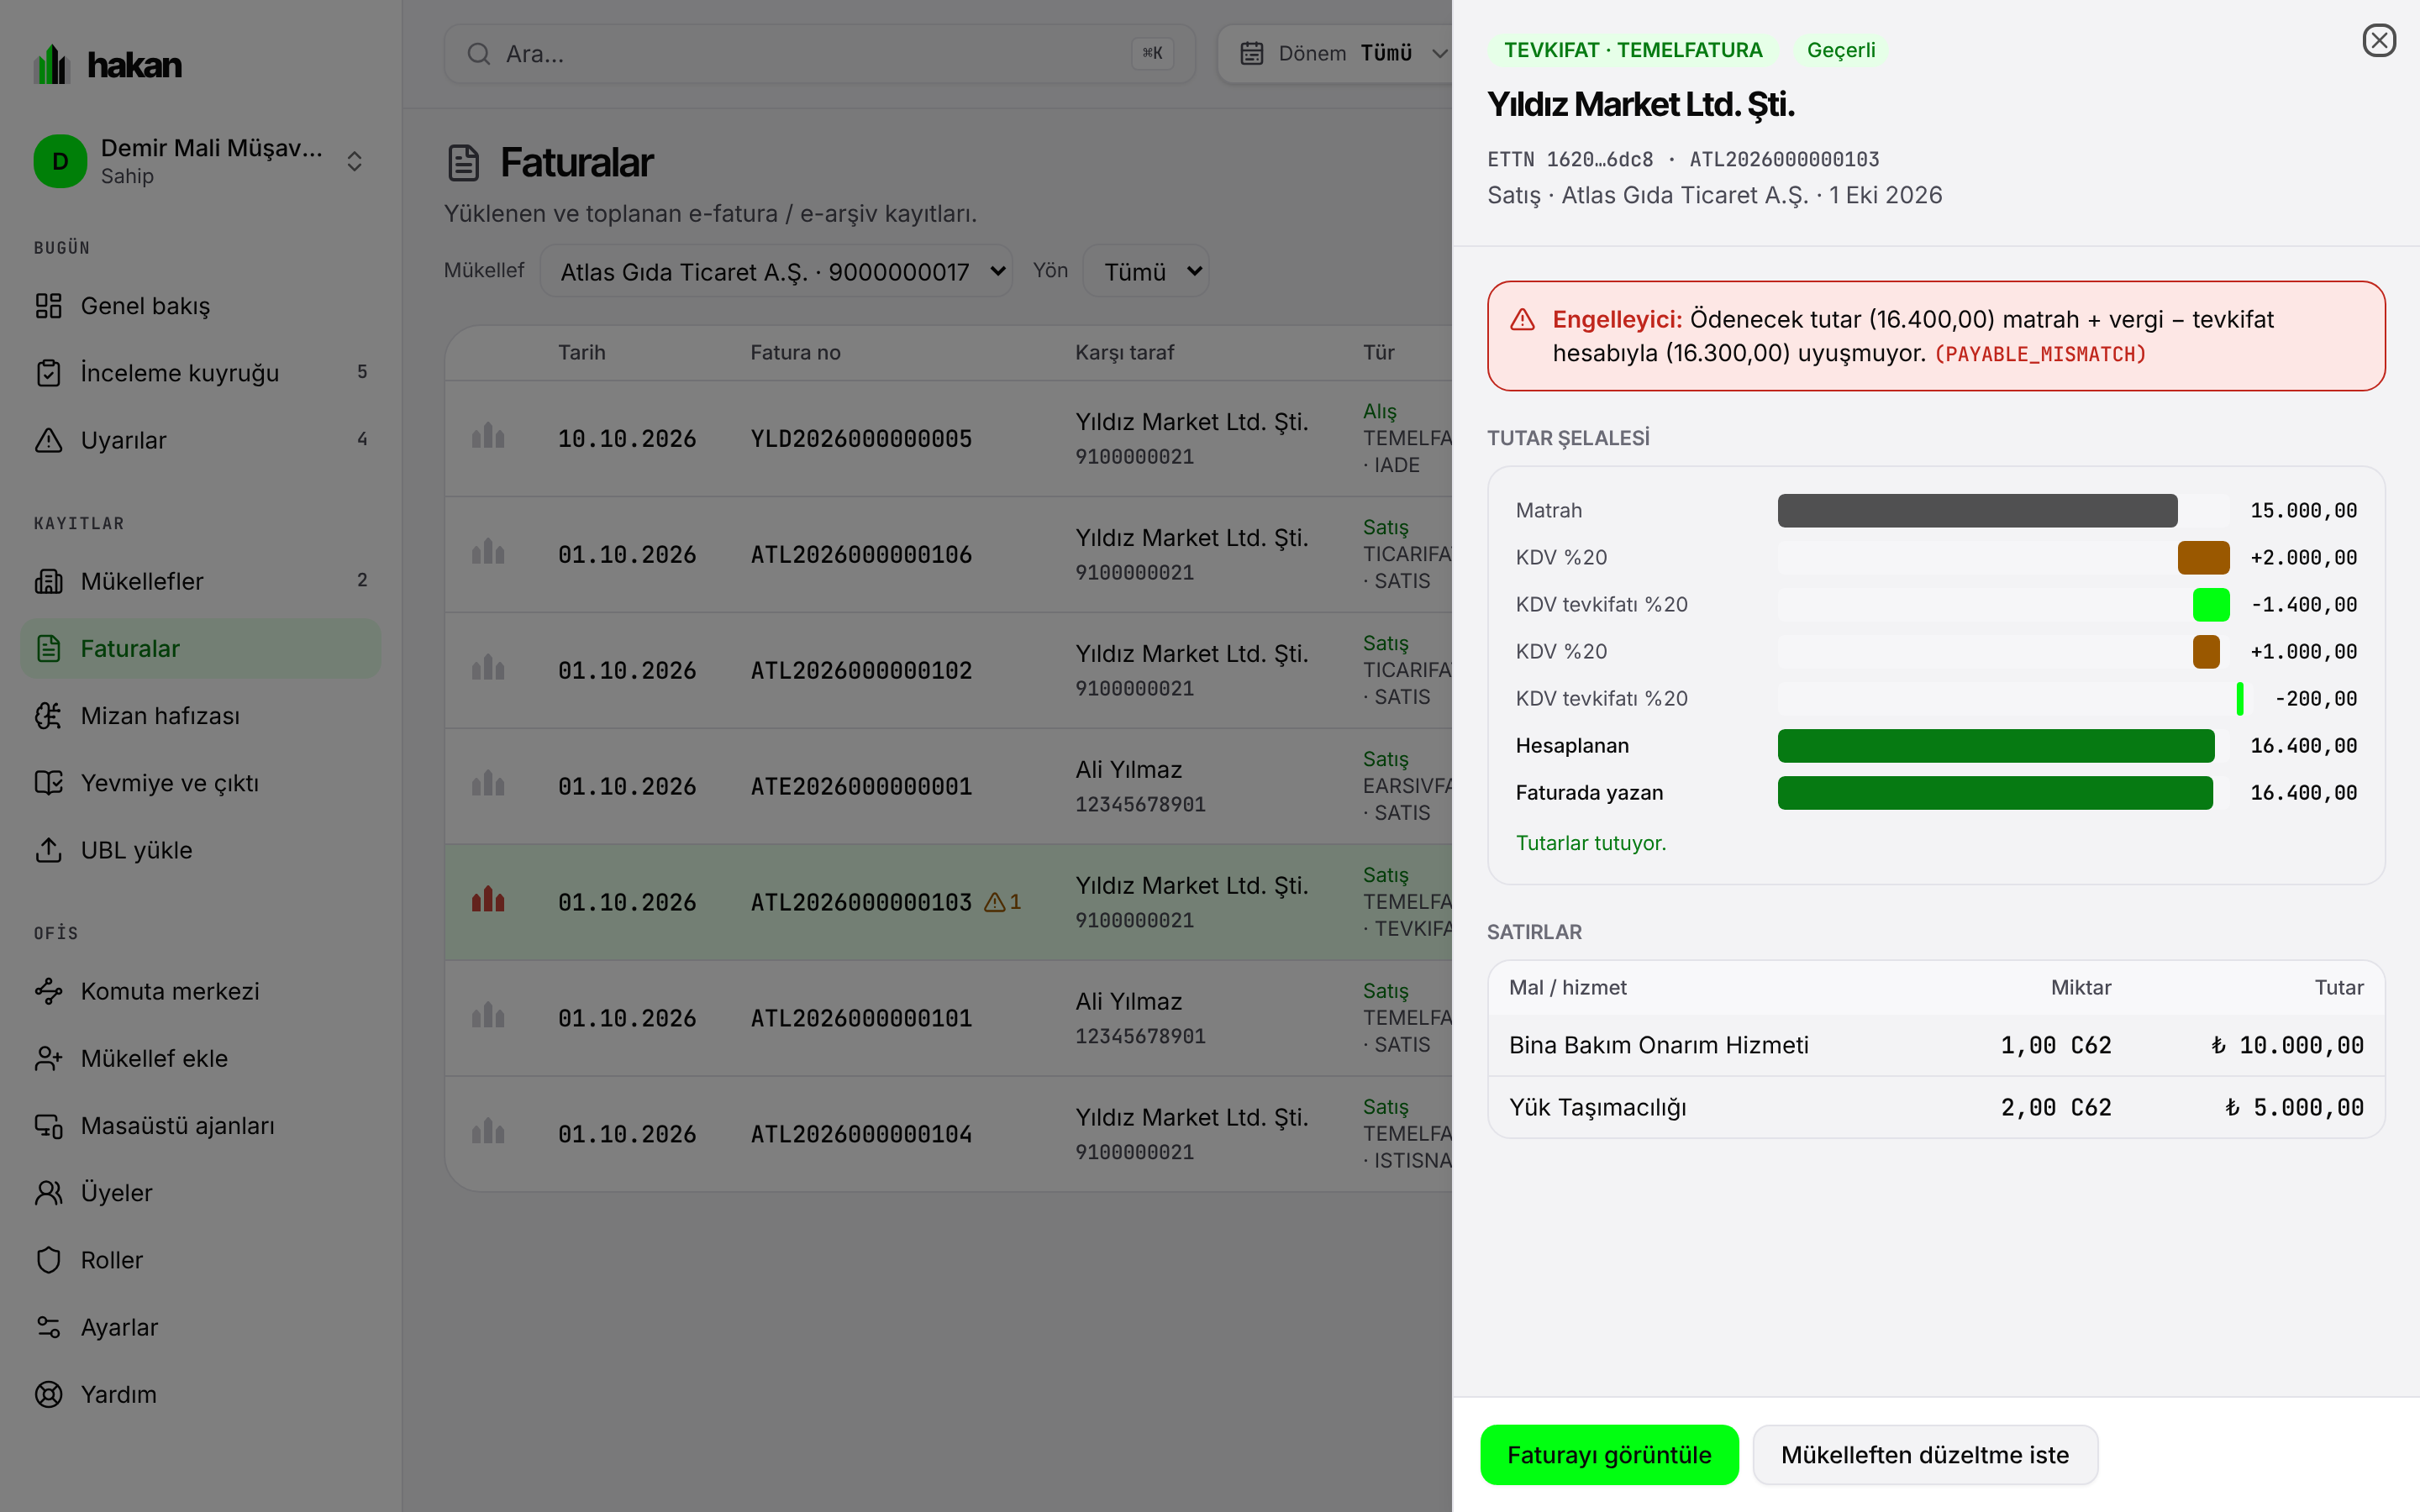 hakan
D
Demir Mali Müşav...
Sahip
BUGÜN
Genel bakış
İnceleme kuyruğu 5
Uyarılar 4
KAYITLAR
Mükellefler 2
Faturalar
Mizan hafızası
Yevmiye ve çıktı
UBL yükle
OFİS
Komuta merkezi
Mükellef ekle
Masaüstü ajanları
Üyeler
Roller
Ayarlar
Yardım
Ara... ⌘K
Dönem Tümü
Faturalar
Yüklenen ve toplanan e-fatura / e-arşiv kayıtları.
Mükellef Atlas Gıda Ticaret A.Ş. · 9000000017 Yön Tümü
Tarih Fatura no Karşı taraf Tür
10.10.2026 YLD2026000000005 Yıldız Market Ltd. Şti. 9100000021 Alış
TEMELFA
· IADE
01.10.2026 ATL2026000000106 Yıldız Market Ltd. Şti. 9100000021 Satış
TICARIFA
· SATIS
01.10.2026 ATL2026000000102 Yıldız Market Ltd. Şti. 9100000021 Satış
TICARIFA
· SATIS
01.10.2026 ATE2026000000001 Ali Yılmaz 12345678901 Satış
EARSIVFA
· SATIS
01.10.2026 ATL2026000000103 1 Yıldız Market Ltd. Şti. 9100000021 Satış
TEMELFA
· TEVKIFA
01.10.2026 ATL2026000000101 Ali Yılmaz 12345678901 Satış
TEMELFA
· SATIS
01.10.2026 ATL2026000000104 Yıldız Market Ltd. Şti. 9100000021 Satış
TEMELFA
· ISTISNA
TEVKIFAT · TEMELFATURA Geçerli
Yıldız Market Ltd. Şti.
ETTN 1620…6dc8 · ATL2026000000103
Satış · Atlas Gıda Ticaret A.Ş. · 1 Eki 2026
Engelleyici: Ödenecek tutar (16.400,00) matrah + vergi − tevkifat
hesabıyla (16.300,00) uyuşmuyor. (PAYABLE_MISMATCH)
TUTAR ŞELALESİ
Matrah 15.000,00
KDV %20 +2.000,00
KDV tevkifatı %20 -1.400,00
KDV %20 +1.000,00
KDV tevkifatı %20 -200,00
Hesaplanan 16.400,00
Faturada yazan 16.400,00
Tutarlar tutuyor.
SATIRLAR
Mal / hizmet Miktar Tutar
Bina Bakım Onarım Hizmeti 1,00 C62 ₺ 10.000,00
Yük Taşımacılığı 2,00 C62 ₺ 5.000,00
Faturayı görüntüle Mükelleften düzeltme iste